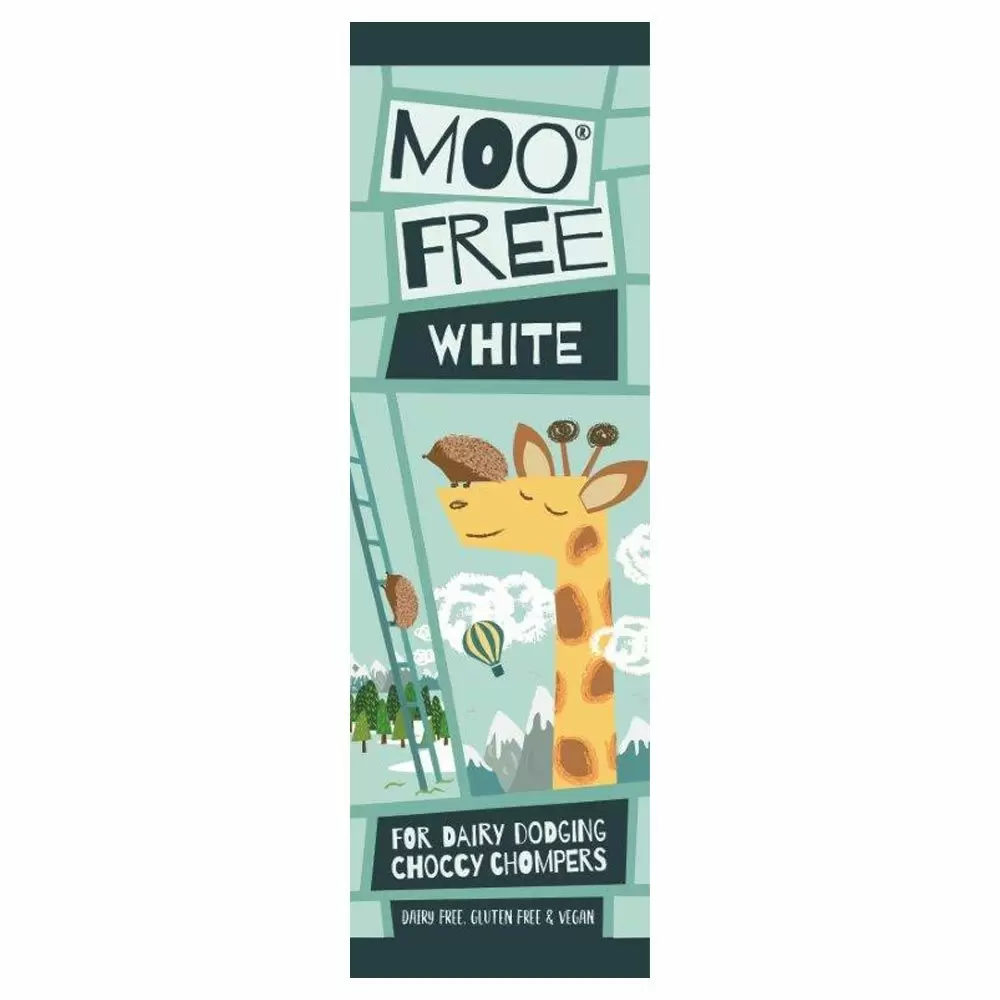 MOO®
FREE
WHITE
FOR DAIRY DODGING
CHOCCY CHOMPERS
DAIRY FREE, GLUTEN FREE & VEGAN